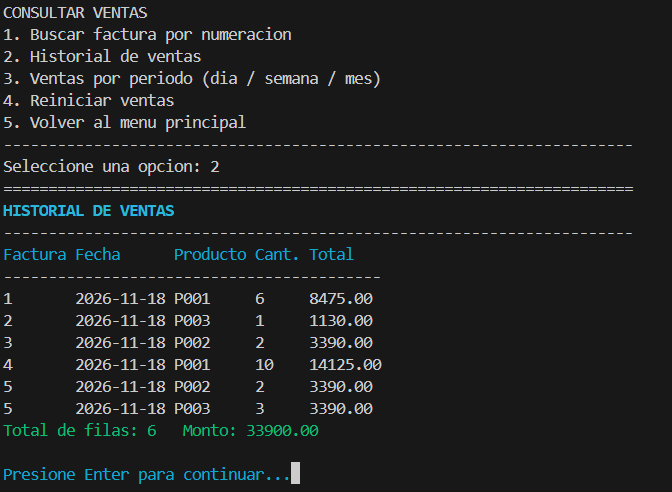 CONSULTAR VENTAS
1. Buscar factura por numeracion
2. Historial de ventas
3. Ventas por periodo (dia / semana / mes)
4. Reiniciar ventas
5. Volver al menu principal
----------------------------------------------------------------------
Seleccione una opcion: 2
======================================================================
HISTORIAL DE VENTAS
----------------------------------------------------------------------
Factura Fecha      Producto Cant. Total
------------------------------------------
1       2026-11-18 P001     6     8475.00
2       2026-11-18 P003     1     1130.00
3       2026-11-18 P002     2     3390.00
4       2026-11-18 P001     10    14125.00
5       2026-11-18 P002     2     3390.00
5       2026-11-18 P003     3     3390.00
Total de filas: 6   Monto: 33900.00
Presione Enter para continuar...